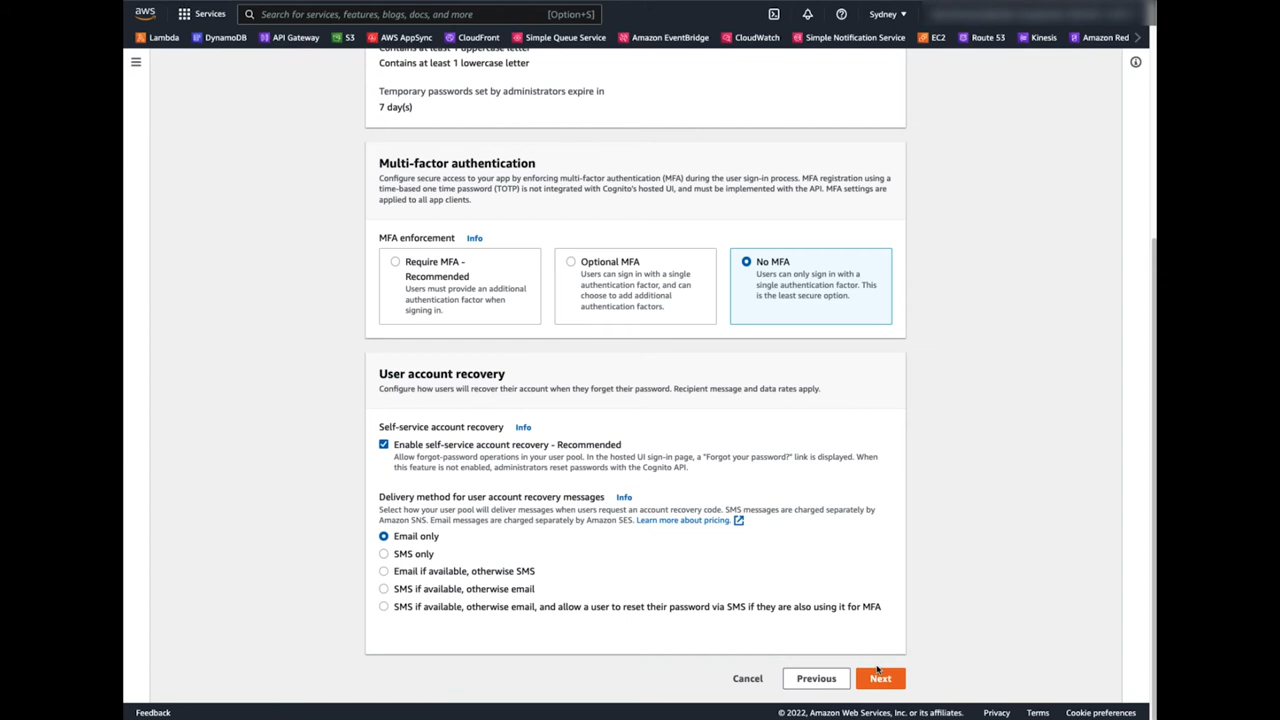 aws
Services
Search for services, features, blogs, docs, and more
[Option+S]
Sydney
Lambda
DynamoDB
API Gateway
S3
AWS AppSync
CloudFront
Simple Queue Service
Amazon EventBridge
CloudWatch
Simple Notification Service
EC2
Route 53
Kinesis
Amazon Red
Contains at least 1 uppercase letter
Contains at least 1 lowercase letter
Temporary passwords set by administrators expire in
7 day(s)
Multi-factor authentication
Configure secure access to your app by enforcing multi-factor authentication (MFA) during the user sign-in process. MFA registration using a
time-based one time password (TOTP) is not integrated with Cognito's hosted UI, and must be implemented with the API. MFA settings are
applied to all app clients.
MFA enforcement
Info
Require MFA -
Recommended
Users must provide an
additional
authentication factor when
signing in.
Optional MFA
Users can sign in with a single
authentication factor, and can
choose to add additional
authentication factors.
No MFA
Users can only sign in with a
single authentication factor. This
is the least secure option.
User account recovery
Configure how users will recover their account when they forget their password. Recipient message and data rates apply.
Self-service account recovery
Info
Enable self-service account recovery - Recommended
Allow forgot-password operations in your user pool. In the hosted UI sign-in page, a "Forgot your password?" link is displayed. When
this feature is not enabled, administrators reset passwords with the Cognito API.
Delivery method for user account recovery messages
Info
Select how your user pool will deliver messages when users request an account recovery code. SMS messages are charged separately by
Amazon SNS. Email messages are charged separately by Amazon SES. Learn more about pricing.
Email only
SMS only
Email if available, otherwise SMS
SMS if available, otherwise email
SMS if available, otherwise email, and allow a user to reset their password via SMS if they are also using it for MFA
Cancel
Previous
Next
Feedback
© 2022, Amazon Web Services, Inc. or its affiliates.
Privacy
Terms
Cookie preferences